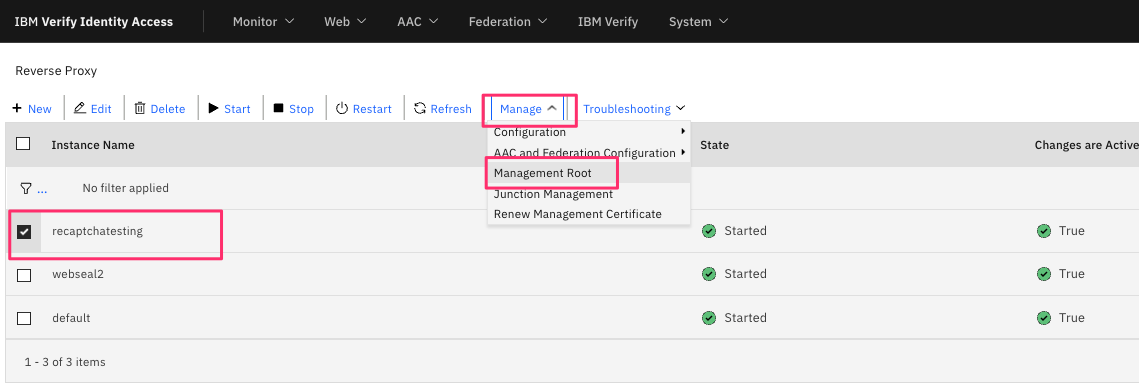 IBM Verify Identity Access Monitor Web AAC Federation IBM Verify System
Reverse Proxy
New Edit Delete Start Stop Restart Refresh Manage Troubleshooting
Configuration
Instance Name State Changes are Active
AAC and Federation Configuration
Management Root
... No filter applied
Junction Management
Renew Management Certificate
recaptchatesting Started True
webseal2 Started True
default Started True
1 - 3 of 3 items